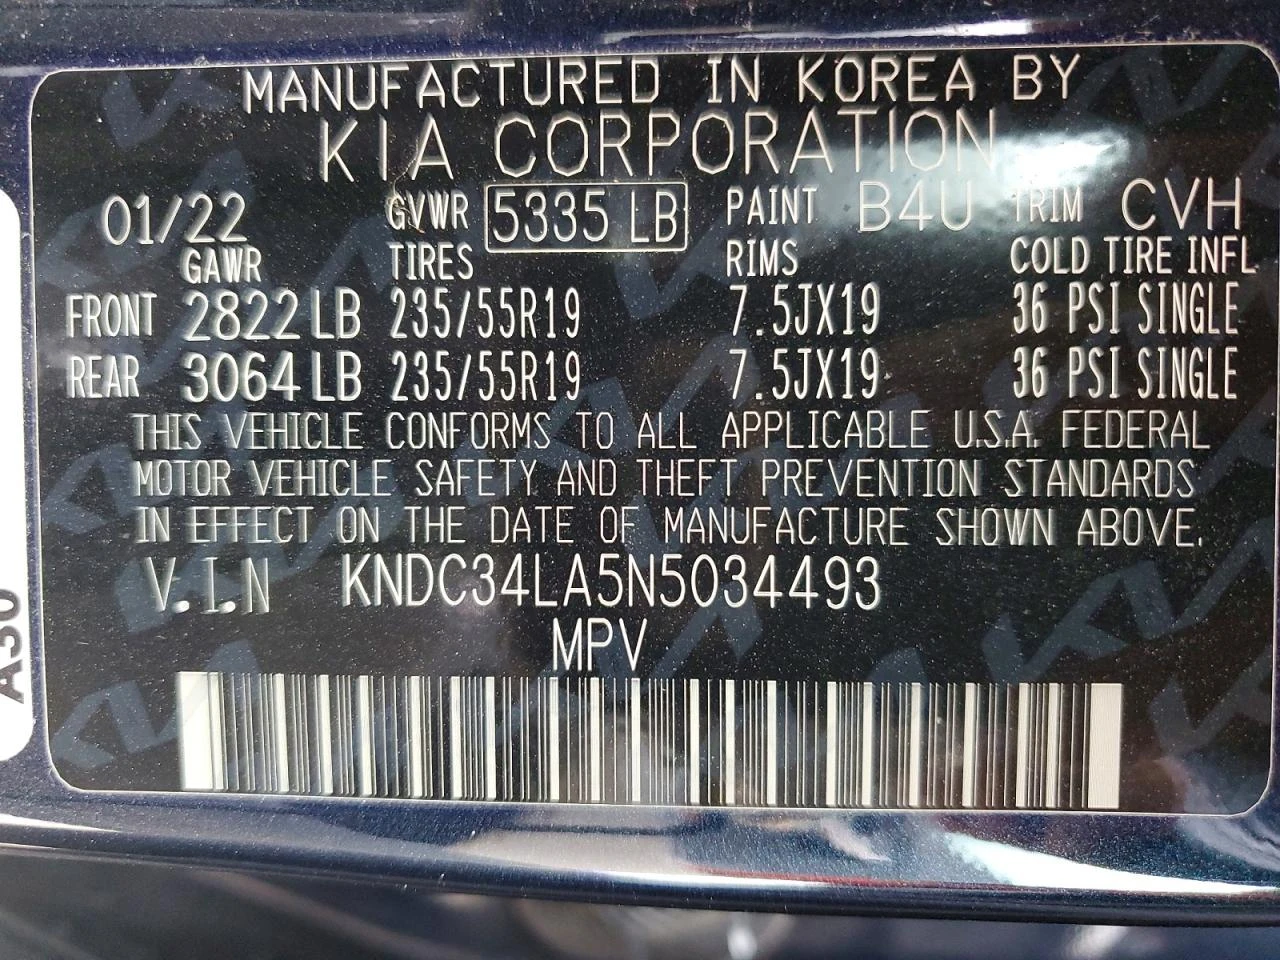 MANUFACTURED IN KOREA BY
KIA CORPORATION
01/22 GVWR 5335 LB PAINT B4U TRIM CVH
GAWR TIRES RIMS COLD TIRE INFL
FRONT 2822 LB 235/55R19 7.5JX19 36 PSI SINGLE
REAR 3064 LB 235/55R19 7.5JX19 36 PSI SINGLE
THIS VEHICLE CONFORMS TO ALL APPLICABLE U.S.A. FEDERAL
MOTOR VEHICLE SAFETY AND THEFT PREVENTION STANDARDS
IN EFFECT ON THE DATE OF MANUFACTURE SHOWN ABOVE.
V.I.N KNDC34LA5N5034493
MPV
A30